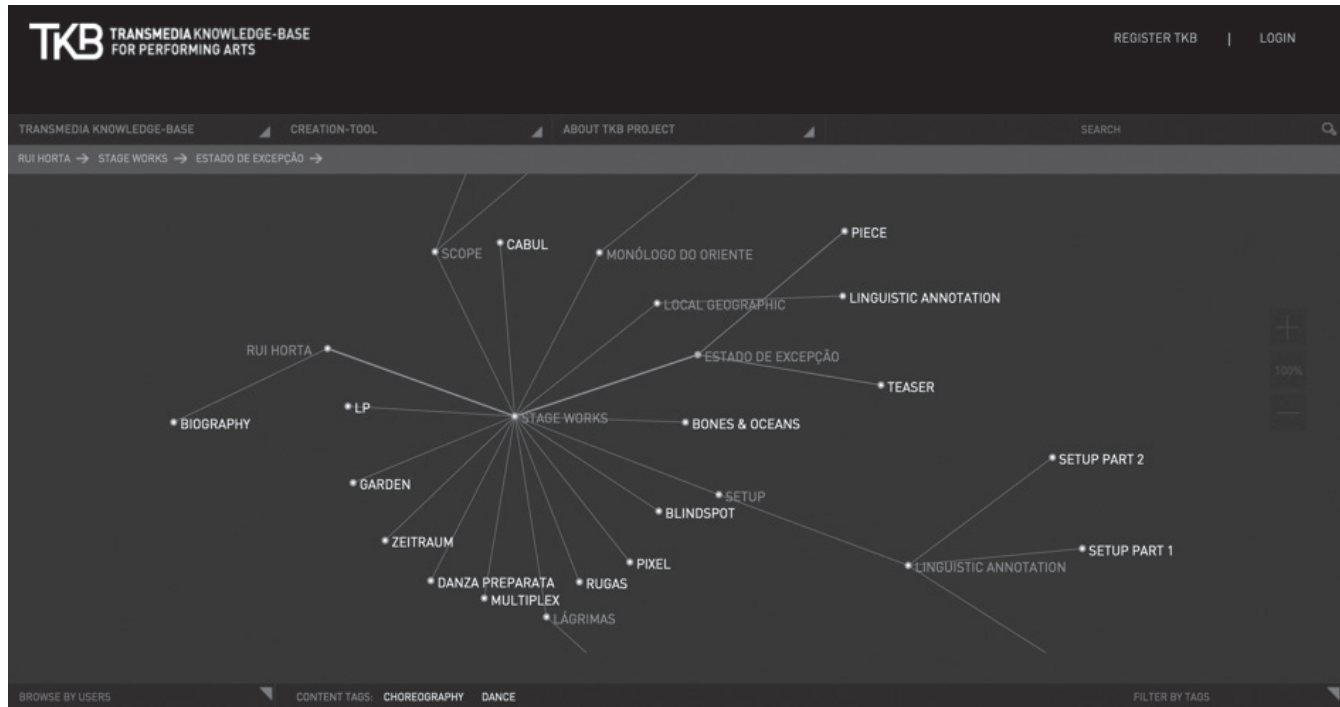 TKB TRANSMEDIA KNOWLEDGE-BASE
FOR PERFORMING ARTS
REGISTER TKB | LOGIN
TRANSMEDIA KNOWLEDGE-BASE
CREATION-TOOL
ABOUT TKB PROJECT
SEARCH
RUI HORTA → STAGE WORKS → ESTADO DE EXCEPÇÃO →
PIECE
CABUL
SCOPE
MONÓLOGO DO ORIENTE
LINGUISTIC ANNOTATION
LOCAL GEOGRAPHIC
RUI HORTA
ESTADO DE EXCEPÇÃO
100%
TEASER
LP
STAGE WORKS
BIOGRAPHY
BONES & OCEANS
SETUP PART 2
GARDEN
SETUP
BLINDSPOT
ZEITRAUM
SETUP PART 1
PIXEL
LINGUISTIC ANNOTATION
DANZA PREPARATA
RUGAS
MULTIPLEX
LÁGRIMAS
BROWSE BY USERS
CONTENT TAGS: CHOREOGRAPHY DANCE
FILTER BY TAGS